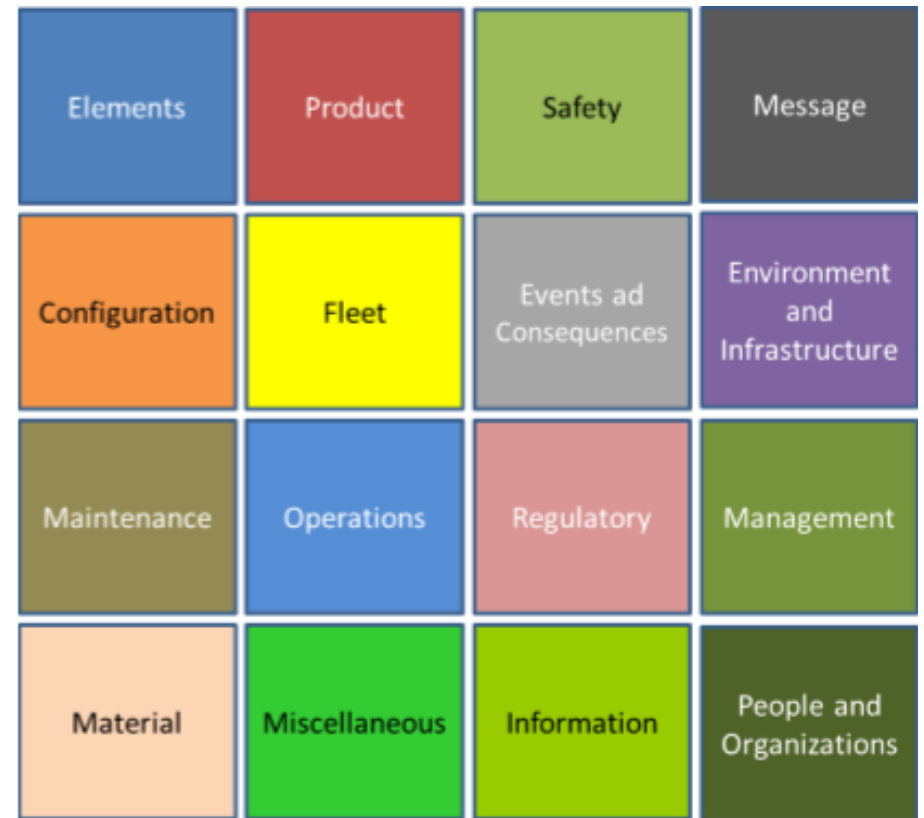 Elements
Product
Safety
Message
Configuration
Fleet
Events ad
Consequences
Environment
and
Infrastructure
Maintenance
Operations
Regulatory
Management
Material
Miscellaneous
Information
People and
Organizations